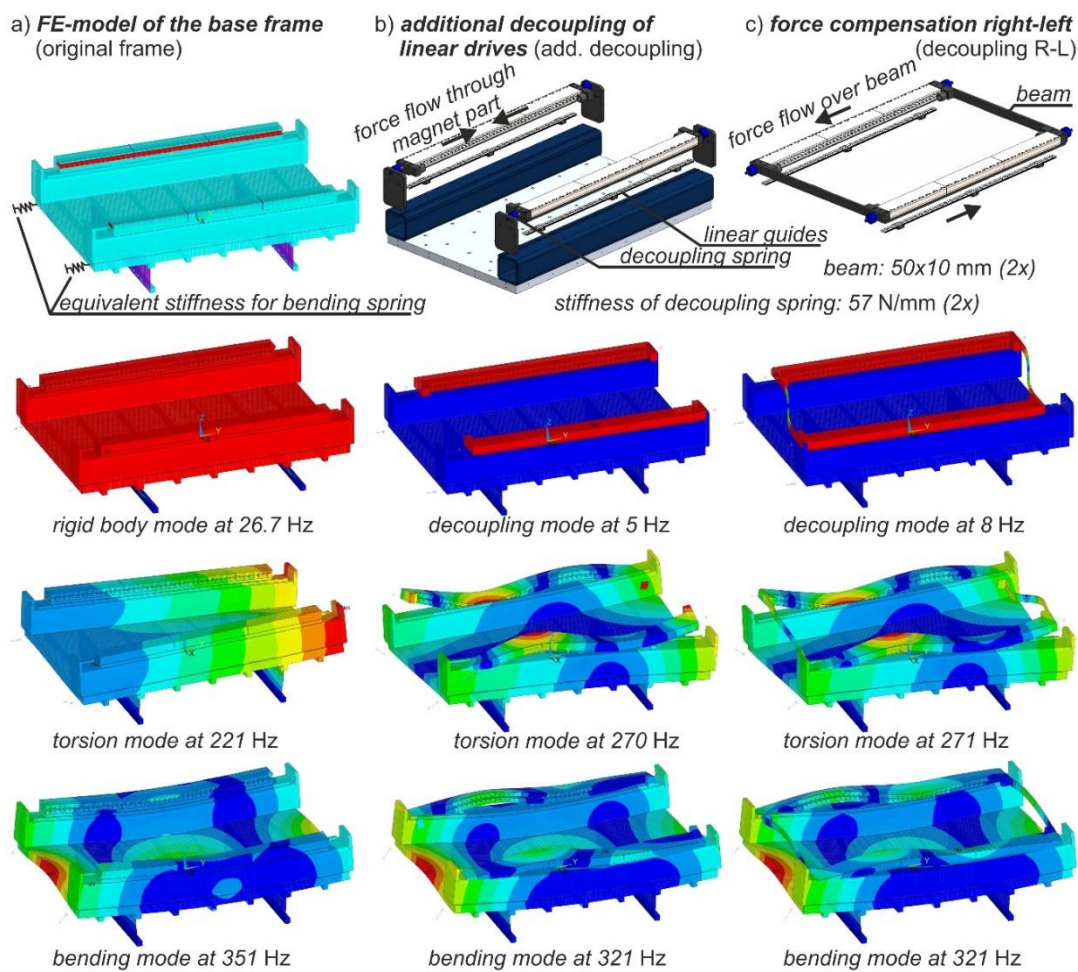 a) FE-model of the base frame
(original frame)
b) additional decoupling of
linear drives (add. decoupling)
c) force compensation right-left
(decoupling R-L)
force flow through
magnet part
force flow over beam
beam
linear guides
decoupling spring
beam: 50x10 mm (2x)
equivalent stiffness for bending spring
stiffness of decoupling spring: 57 N/mm (2x)
rigid body mode at 26.7 Hz
decoupling mode at 5 Hz
decoupling mode at 8 Hz
torsion mode at 221 Hz
torsion mode at 270 Hz
torsion mode at 271 Hz
bending mode at 351 Hz
bending mode at 321 Hz
bending mode at 321 Hz